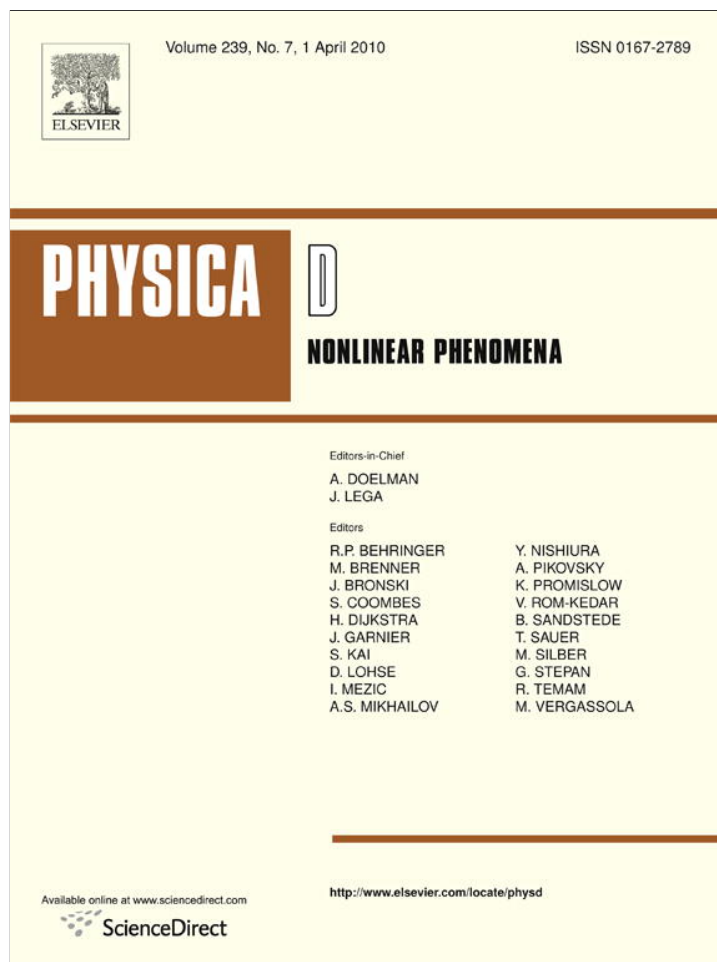 Volume 239, No. 7, 1 April 2010
ISSN 0167-2789
ELSEVIER
PHYSICA D
NONLINEAR PHENOMENA
Editors-in-Chief
A. DOELMAN
J. LEGA
Editors
R.P. BEHRINGER
M. BRENNER
J. BRONSKI
S. COOMBES
H. DIJKSTRA
J. GARNIER
S. KAI
D. LOHSE
I. MEZIC
A.S. MIKHAILOV
Y. NISHIURA
A. PIKOVSKY
K. PROMISLOW
V. ROM-KEDAR
B. SANDSTEDE
T. SAUER
M. SILBER
G. STEPAN
R. TEMAM
M. VERGASSOLA
Available online at www.sciencedirect.com
ScienceDirect
http://www.elsevier.com/locate/physd